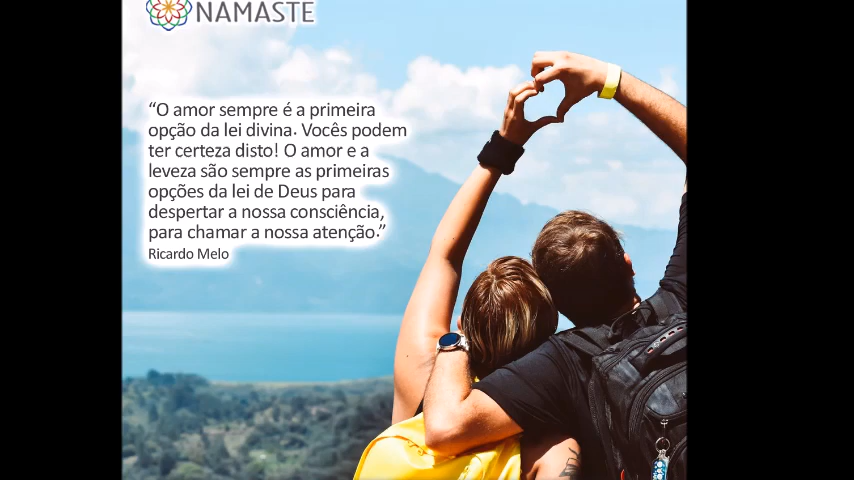 NAMASTE
“O amor sempre é a primeira
opção da lei divina. Vocês podem
ter certeza disto! O amor e a
leveza são sempre as primeiras
opções da lei de Deus para
despertar a nossa consciência,
para chamar a nossa atenção.”
Ricardo Melo